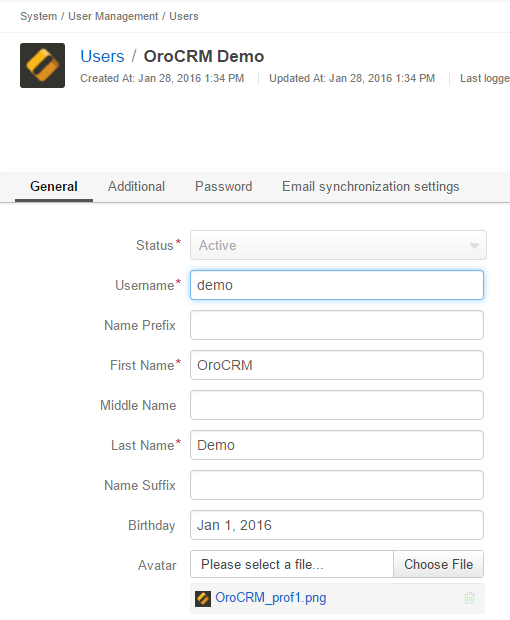 System / User Management / Users
Users / OroCRM Demo
Created At: Jan 28, 2016 1:34 PM Updated At: Jan 28, 2016 1:34 PM Last logge
General Additional Password Email synchronization settings
Status* Active
Username* demo
Name Prefix
First Name* OroCRM
Middle Name
Last Name* Demo
Name Suffix
Birthday Jan 1, 2016
Avatar Please select a file... Choose File
OroCRM_prof1.png